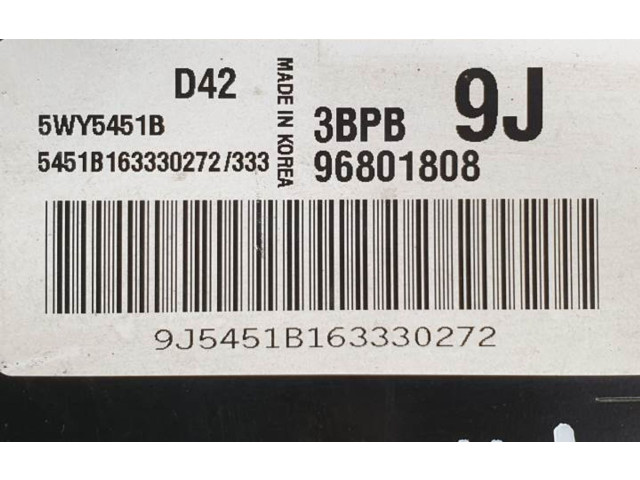 D42
5WY5451B
5451B163330272/333
MADE IN KOREA
3BPB 9J
96801808
9J5451B163330272